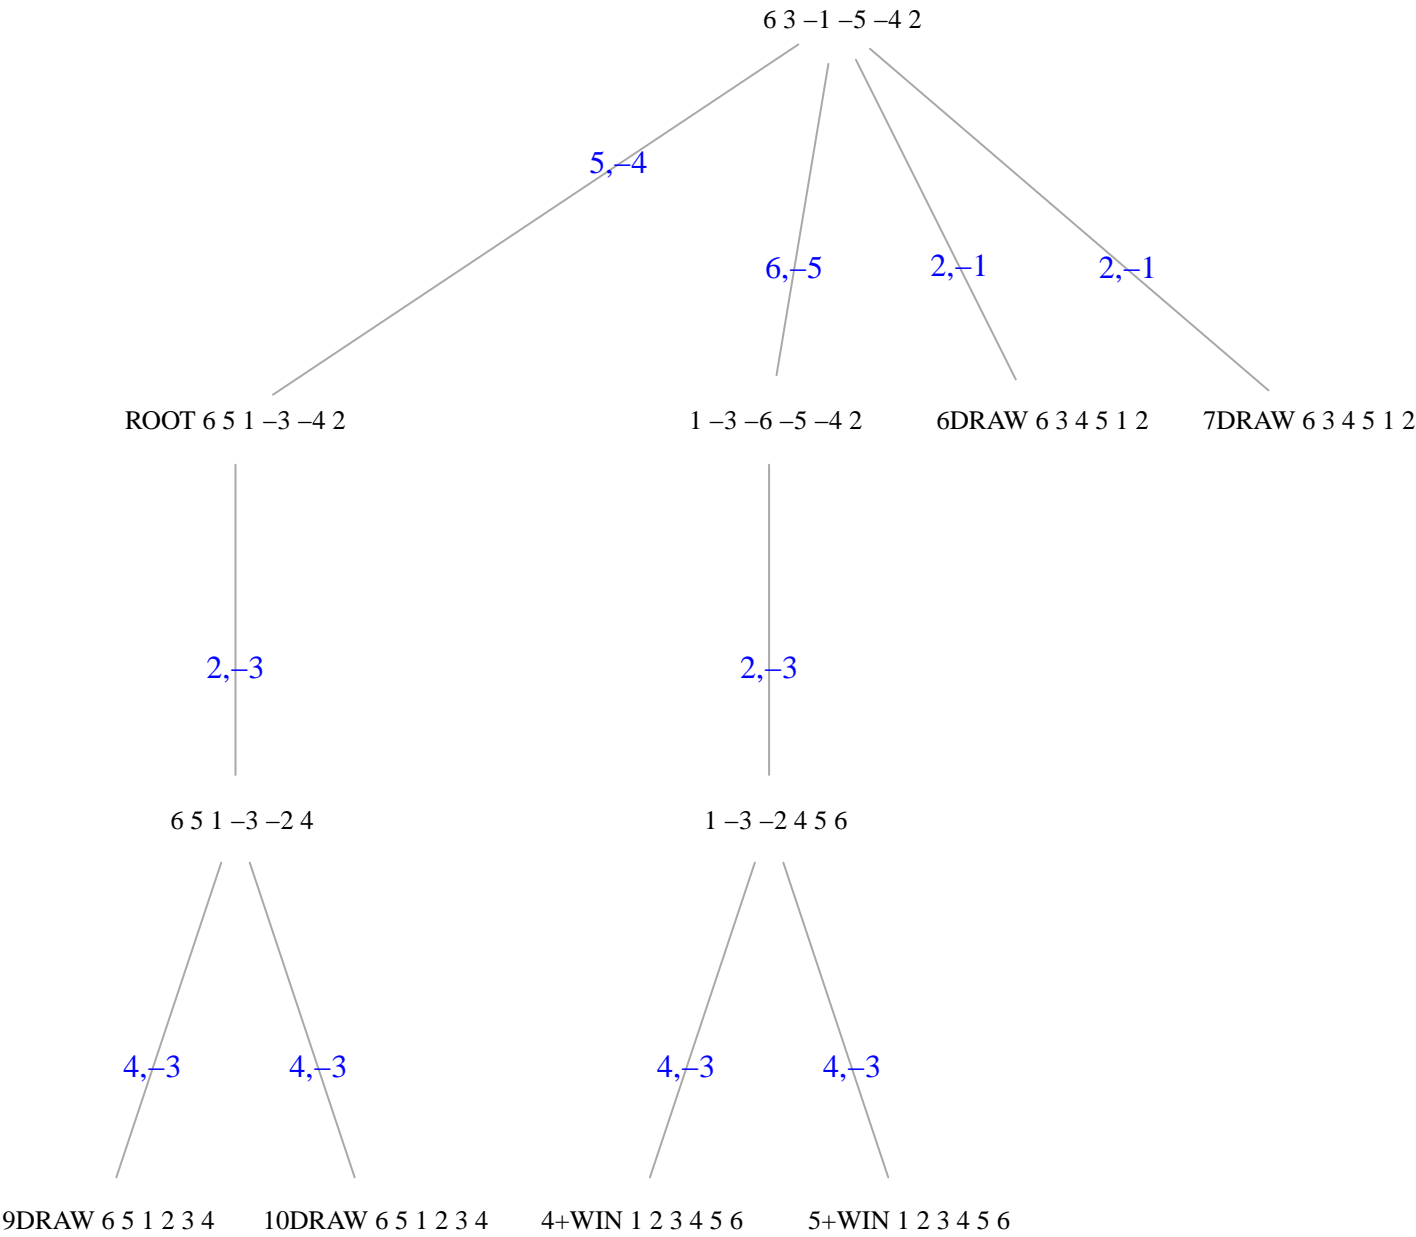 6 3 –1 –5 –4 2
5,–4
6,–5
2,–1
2,–1
ROOT 6 5 1 –3 –4 2
1 –3 –6 –5 –4 2
6DRAW 6 3 4 5 1 2
7DRAW 6 3 4 5 1 2
2,–3
2,–3
6 5 1 –3 –2 4
1 –3 –2 4 5 6
4,–3
4,–3
4,–3
4,–3
9DRAW 6 5 1 2 3 4
10DRAW 6 5 1 2 3 4
4+WIN 1 2 3 4 5 6
5+WIN 1 2 3 4 5 6